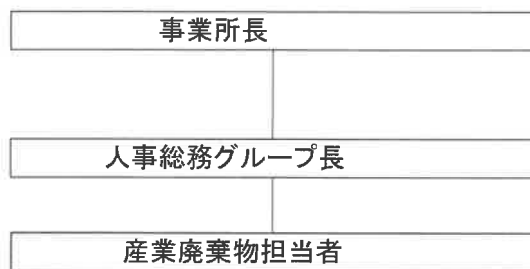 事業所長
人事総務グループ長
産業廃棄物担当者